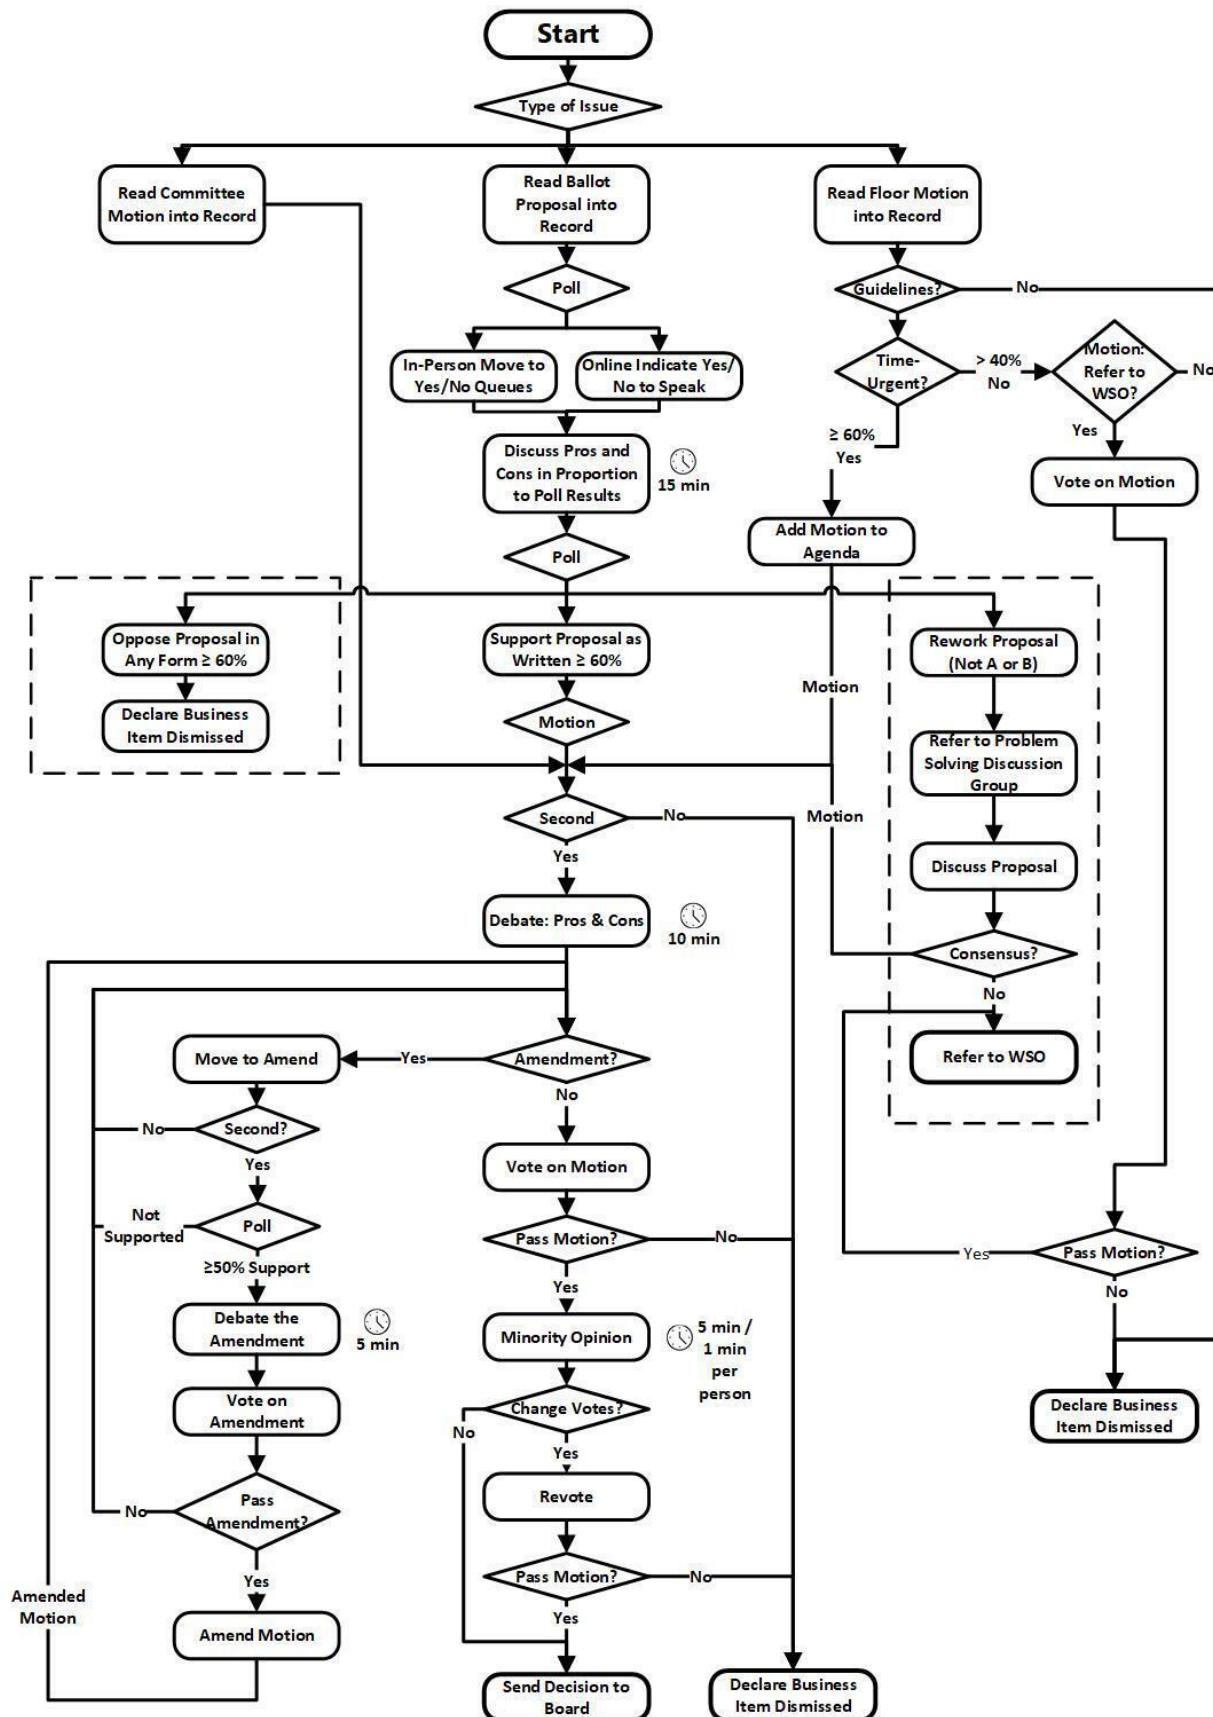 Start
Type of Issue
Read Committee
Motion into Record
Read Ballot
Proposal into
Record
Read Floor Motion
into Record
Poll
Guidelines?
No
In-Person Move to
Yes/No Queues
Online Indicate Yes/
No to Speak
Time-
Urgent?
> 40%
No
Motion:
Refer to
WSO?
No
Yes
≥ 60%
Yes
Discuss Pros and
Cons in Proportion
to Poll Results
15 min
Vote on Motion
Add Motion to
Agenda
Poll
Oppose Proposal in
Any Form ≥ 60%
Support Proposal as
Written ≥ 60%
Rework Proposal
(Not A or B)
Motion
Declare Business
Item Dismissed
Motion
Refer to Problem
Solving Discussion
Group
Second
No
Motion
Yes
Discuss Proposal
Debate: Pros & Cons
10 min
Consensus?
No
Move to Amend
Yes
Amendment?
No
Refer to WSO
Second?
No
Yes
Vote on Motion
Poll
Not
Supported
≥50% Support
Pass Motion?
No
Yes
Pass Motion?
Yes
No
Debate the
Amendment
5 min
Minority Opinion
5 min /
1 min
per
person
Vote on
Amendment
Change Votes?
No
Yes
Declare Business
Item Dismissed
Pass
Amendment?
No
Yes
Revote
Pass Motion?
No
Yes
Amended
Motion
Amend Motion
Send Decision to
Board
Declare Business
Item Dismissed